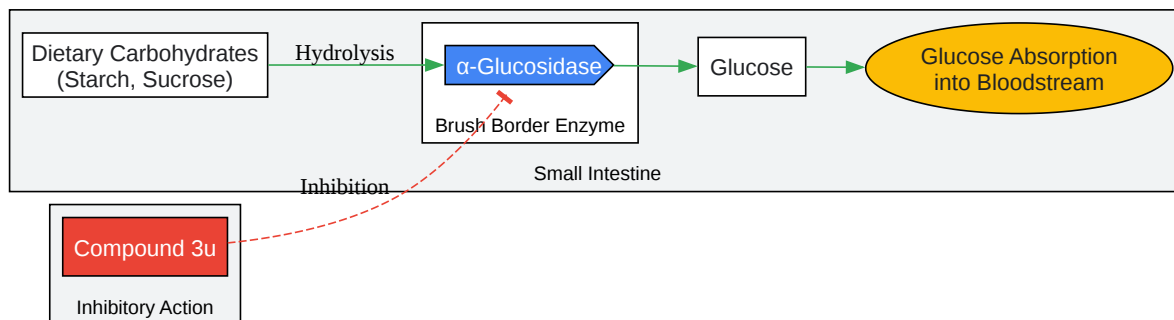 Dietary Carbohydrates
(Starch, Sucrose)
Hydrolysis
α-Glucosidase
Brush Border Enzyme
Glucose
Glucose Absorption
into Bloodstream
Small Intestine
Inhibition
Compound 3u
Inhibitory Action